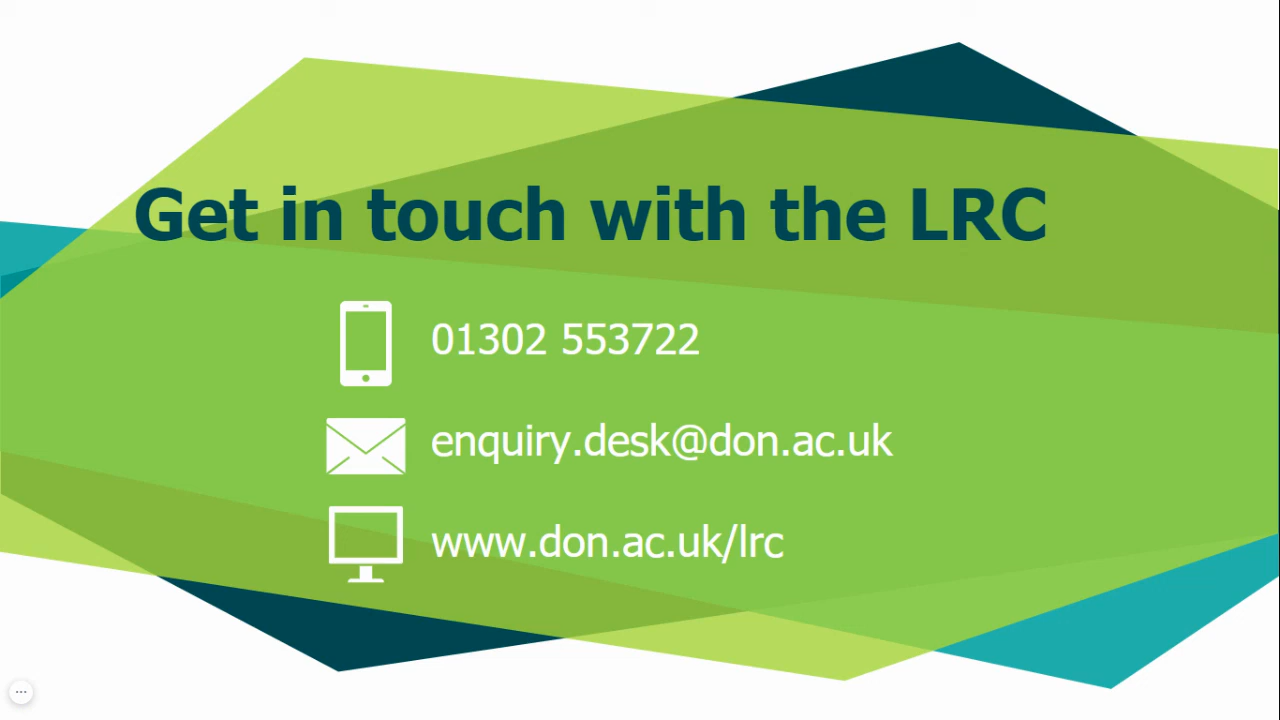 Get in touch with the LRC
01302 553722
enquiry.desk@don.ac.uk
www.don.ac.uk/lrc